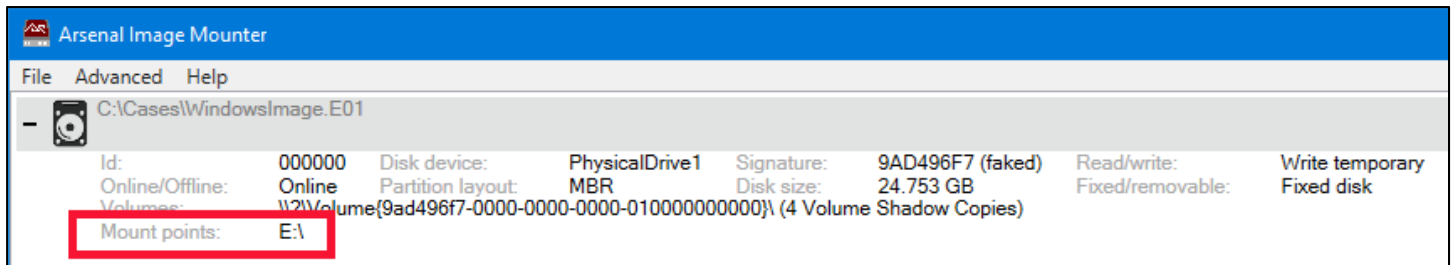 Arsenal Image Mounter
File Advanced Help
C:\Cases\WindowsImage.E01
Id: 000000 Disk device: PhysicalDrive1 Signature: 9AD496F7 (faked) Read/write: Write temporary
Online/Offline: Online Partition layout: MBR Disk size: 24.753 GB Fixed/removable: Fixed disk
Volumes: \\?\Volume{9ad496f7-0000-0000-0000-010000000000}\ (4 Volume Shadow Copies)
Mount points: E:\